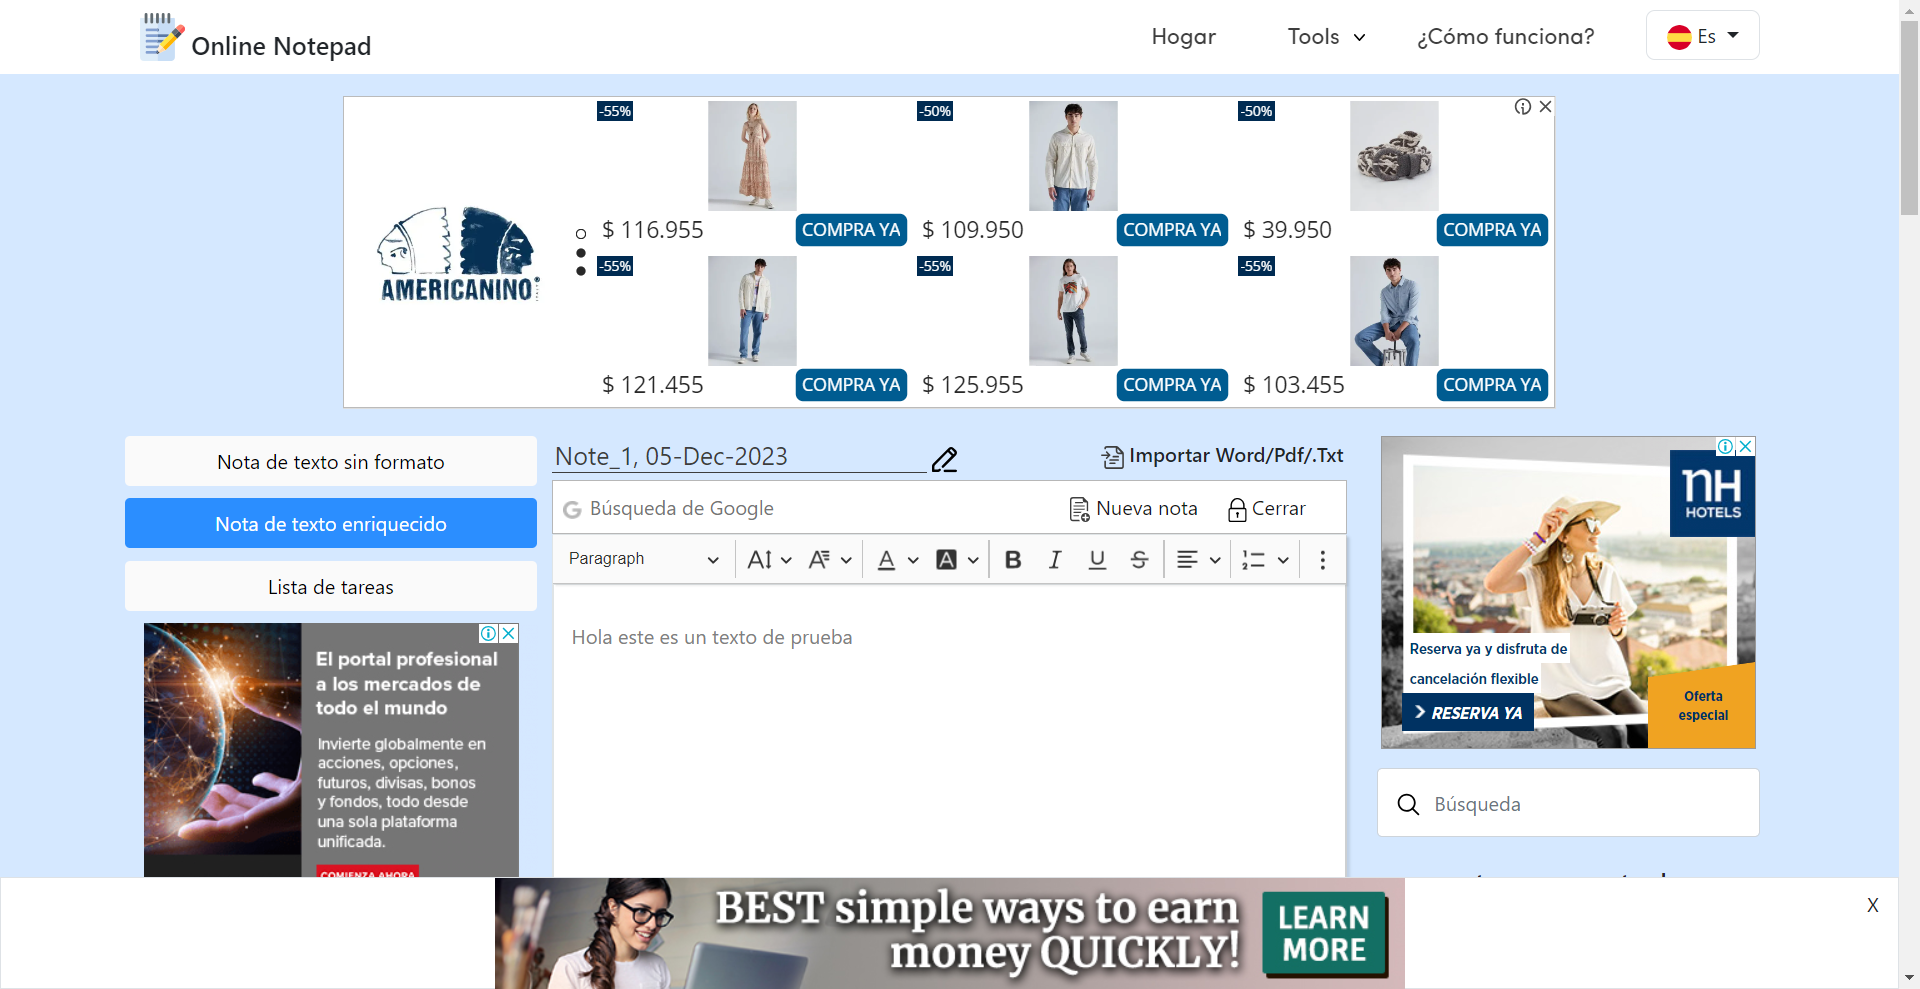 Online Notepad
Hogar
Tools
¿Cómo funciona?
Es
-55%
-50%
-50%
$ 116.955
COMPRA YA
$ 109.950
COMPRA YA
$ 39.950
COMPRA YA
AMERICANINO
-55%
-55%
-55%
$ 121.455
COMPRA YA
$ 125.955
COMPRA YA
$ 103.455
COMPRA YA
Nota de texto sin formato
Nota de texto enriquecido
Lista de tareas
El portal profesional
a los mercados de
todo el mundo
Invierte globalmente en
acciones, opciones,
futuros, divisas, bonos
y fondos, todo desde
una sola plataforma
unificada.
COMIENZA AHORA
Note_1, 05-Dec-2023
Importar Word/Pdf/.Txt
Búsqueda de Google
Nueva nota
Cerrar
Paragraph
Hola este es un texto de prueba
nH
HOTELS
Reserva ya y disfruta de
cancelación flexible
RESERVA YA
Oferta
especial
Búsqueda
BEST simple ways to earn
money QUICKLY!
LEARN
MORE
X